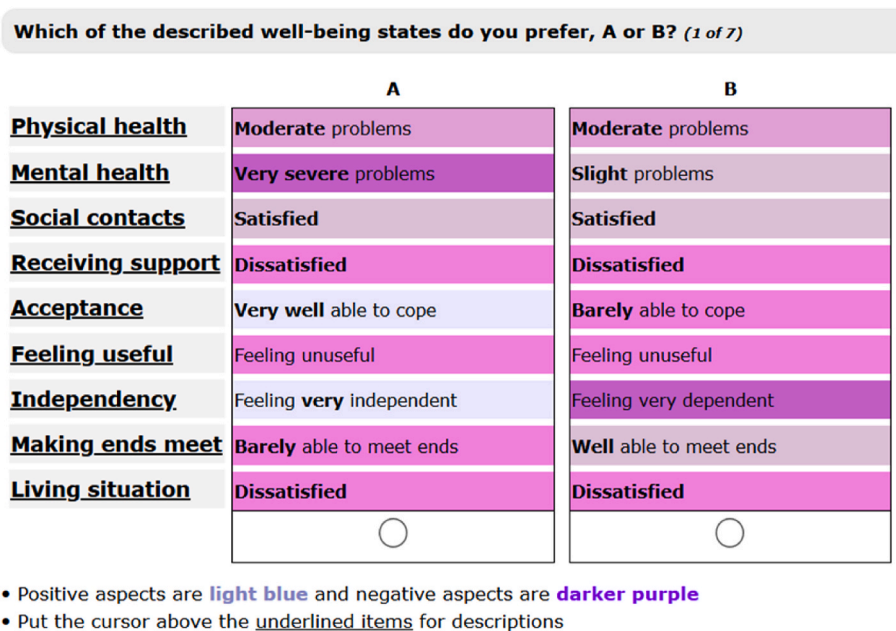 Which of the described well-being states do you prefer, A or B? (1 of 7)
A B
Physical health Moderate problems Moderate problems
Mental health Very severe problems Slight problems
Social contacts Satisfied Satisfied
Receiving support Dissatisfied Dissatisfied
Acceptance Very well able to cope Barely able to cope
Feeling useful Feeling unuseful Feeling unuseful
Independency Feeling very independent Feeling very dependent
Making ends meet Barely able to meet ends Well able to meet ends
Living situation Dissatisfied Dissatisfied
• Positive aspects are light blue and negative aspects are darker purple
• Put the cursor above the underlined items for descriptions